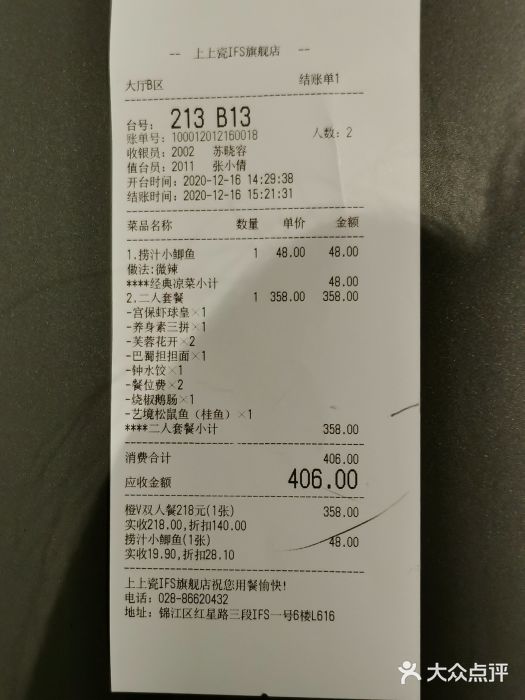 -- 上上瓷IFS旗舰店 --
大厅B区 结账单1
台号： 213 B13
账单号：100012012160018 人数：2
收银员：2002 苏晓容
值台员：2011 张小倩
开台时间：2020-12-16 14:29:38
结账时间：2020-12-16 15:21:31
菜品名称 数量 单价 金额
1.捞汁小鲫鱼 1 48.00 48.00
做法:微辣
****经典凉菜小计 48.00
2.二人套餐 1 358.00 358.00
-宫保虾球皇×1
-养身素三拼×1
-芙蓉花开×2
-巴蜀担担面×1
-钟水饺×1
-餐位费×2
-烧椒鹅肠×1
-艺境松鼠鱼（桂鱼）×1
****二人套餐小计 358.00
消费合计 406.00
应收金额 406.00
橙V双人餐218元(1张) 358.00
实收218.00,折扣140.00
捞汁小鲫鱼(1张) 48.00
实收19.90,折扣28.10
上上瓷IFS旗舰店祝您用餐愉快!
电话：028-86620432
地址：锦江区红星路三段IFS一号6楼L616
大众点评